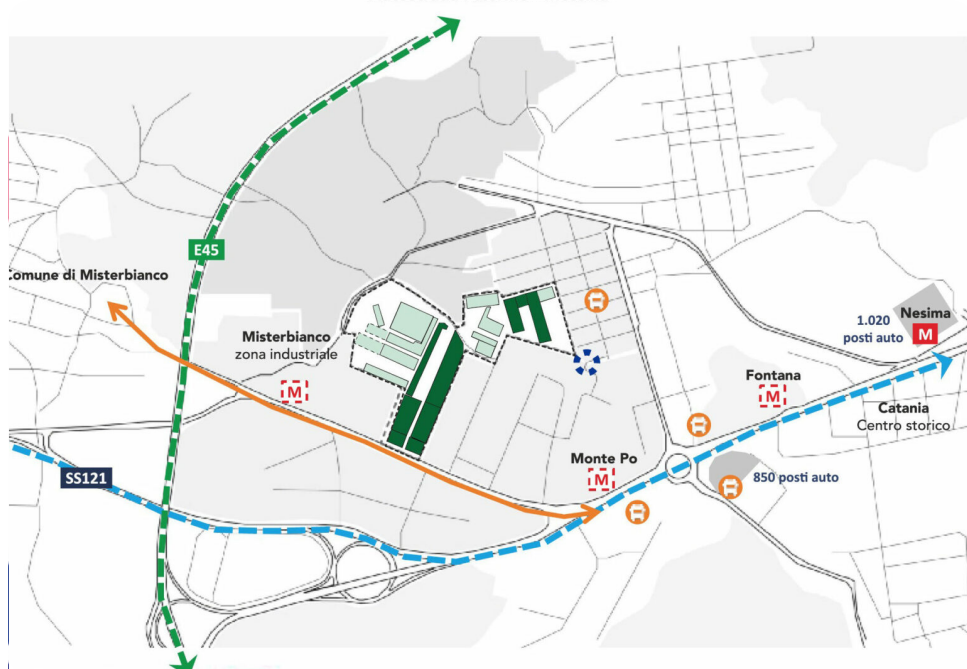 E45
Comune di Misterbianco
Misterbianco
zona industriale
M
1.020
posti auto
Nesima
M
Fontana
M
Catania
Centro storico
SS121
Monte Po
M
850 posti auto